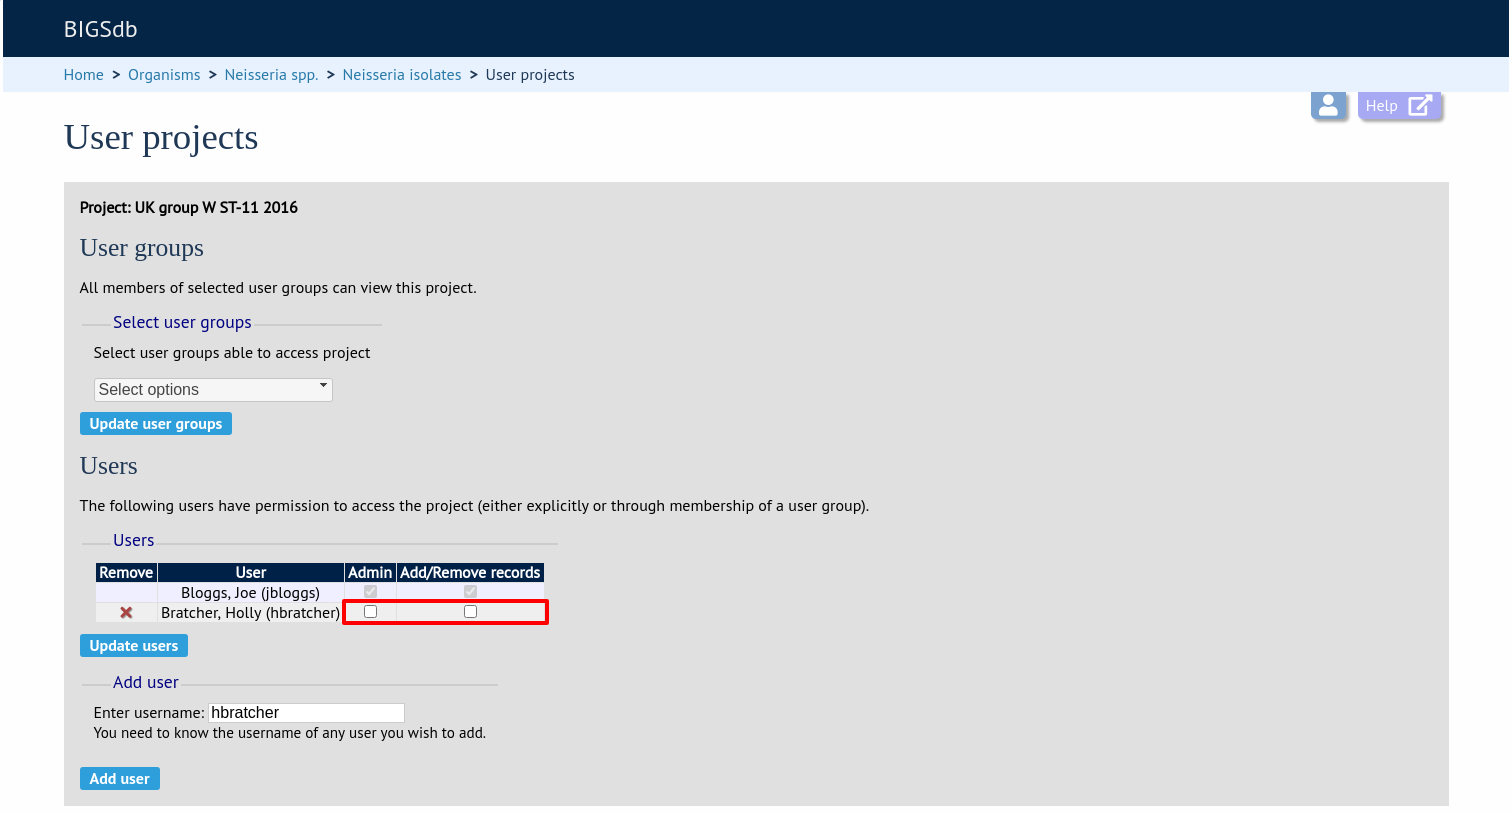 BIGSdb
Home > Organisms > Neisseria spp. > Neisseria isolates > User projects
Help
User projects
Project: UK group W ST-11 2016
User groups
All members of selected user groups can view this project.
Select user groups
Select user groups able to access project
Select options
Update user groups
Users
The following users have permission to access the project (either explicitly or through membership of a user group).
Users
Remove User Admin Add/Remove records
Bloggs, Joe (jbloggs)
Bratcher, Holly (hbratcher)
Update users
Add user
Enter username: hbratcher
You need to know the username of any user you wish to add.
Add user